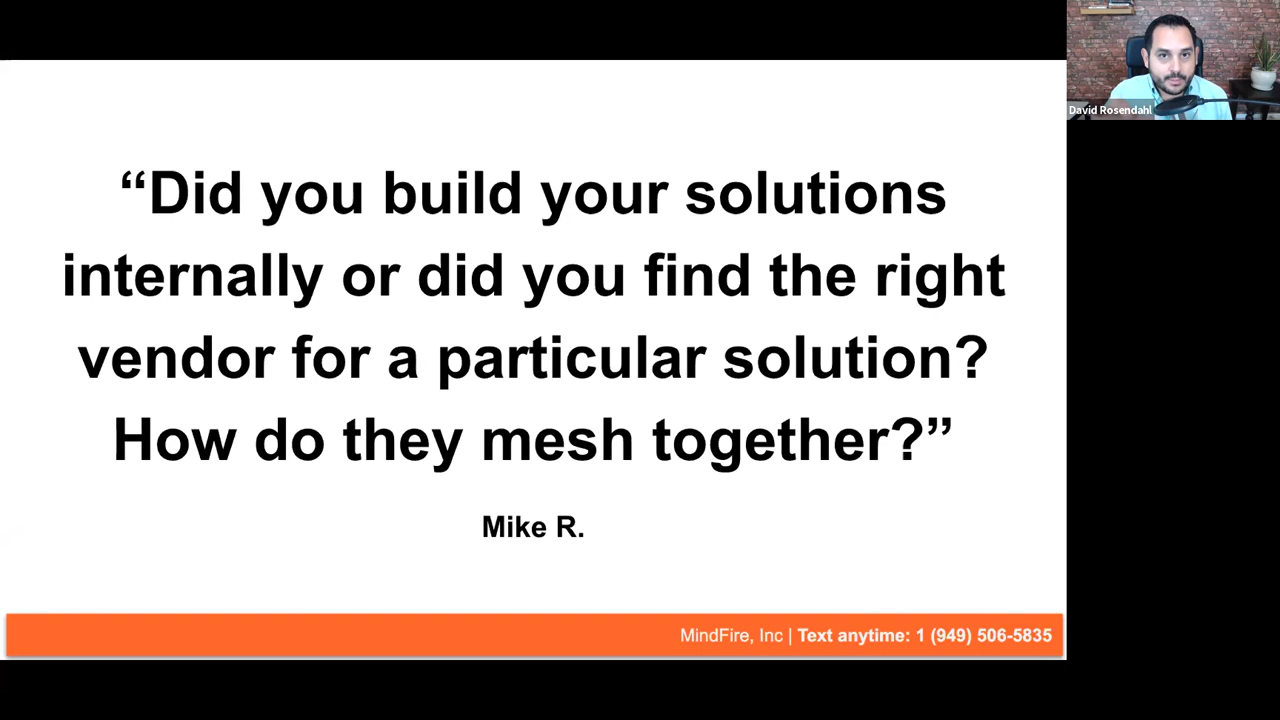 David Rosendahl
“Did you build your solutions
internally or did you find the right
vendor for a particular solution?
How do they mesh together?”
Mike R.
MindFire, Inc | Text anytime: 1 (949) 506-5835